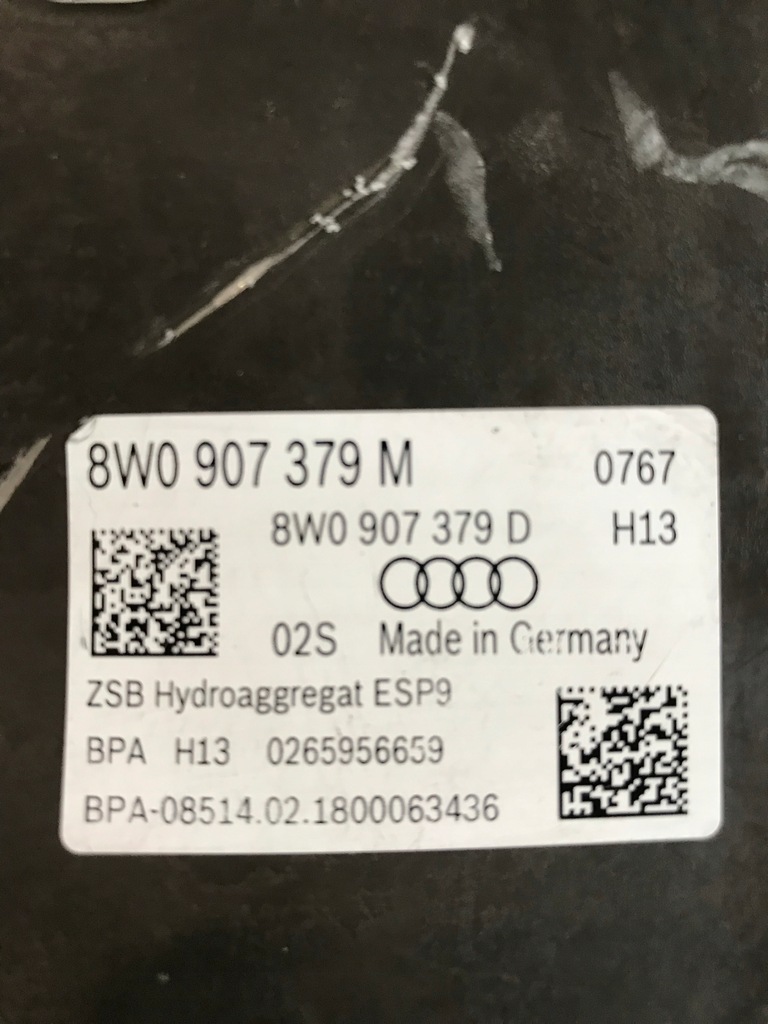 8W0 907 379 M 0767
8W0 907 379 D H13
02S Made in Germany
ZSB Hydroaggregat ESP9
BPA H13 0265956659
BPA-08514.02.1800063436